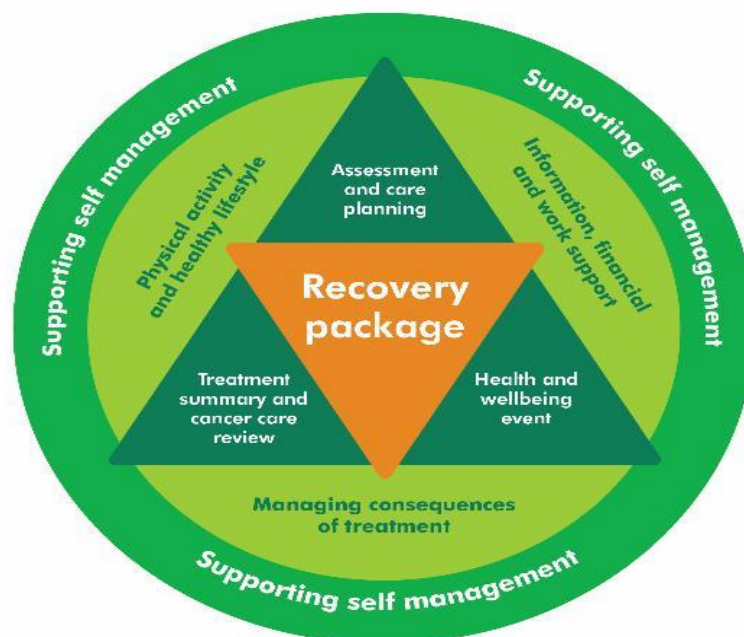 Supporting self management
Supporting self management
Physical activity
and healthy lifestyle
Assessment
and care
planning
Information, financial
and work support
Recovery
package
Treatment
summary and
cancer care
review
Health and
wellbeing
event
Managing consequences
of treatment
Supporting self management